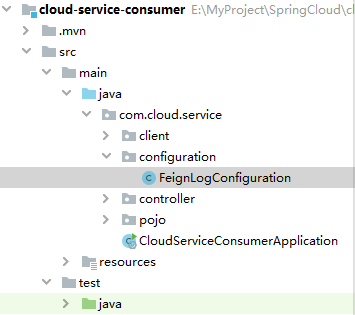 cloud-service-consumer E:\MyProject\SpringCloud\cl
.mvn
src
main
java
com.cloud.service
client
configuration
FeignLogConfiguration
controller
pojo
CloudServiceConsumerApplication
resources
test
java